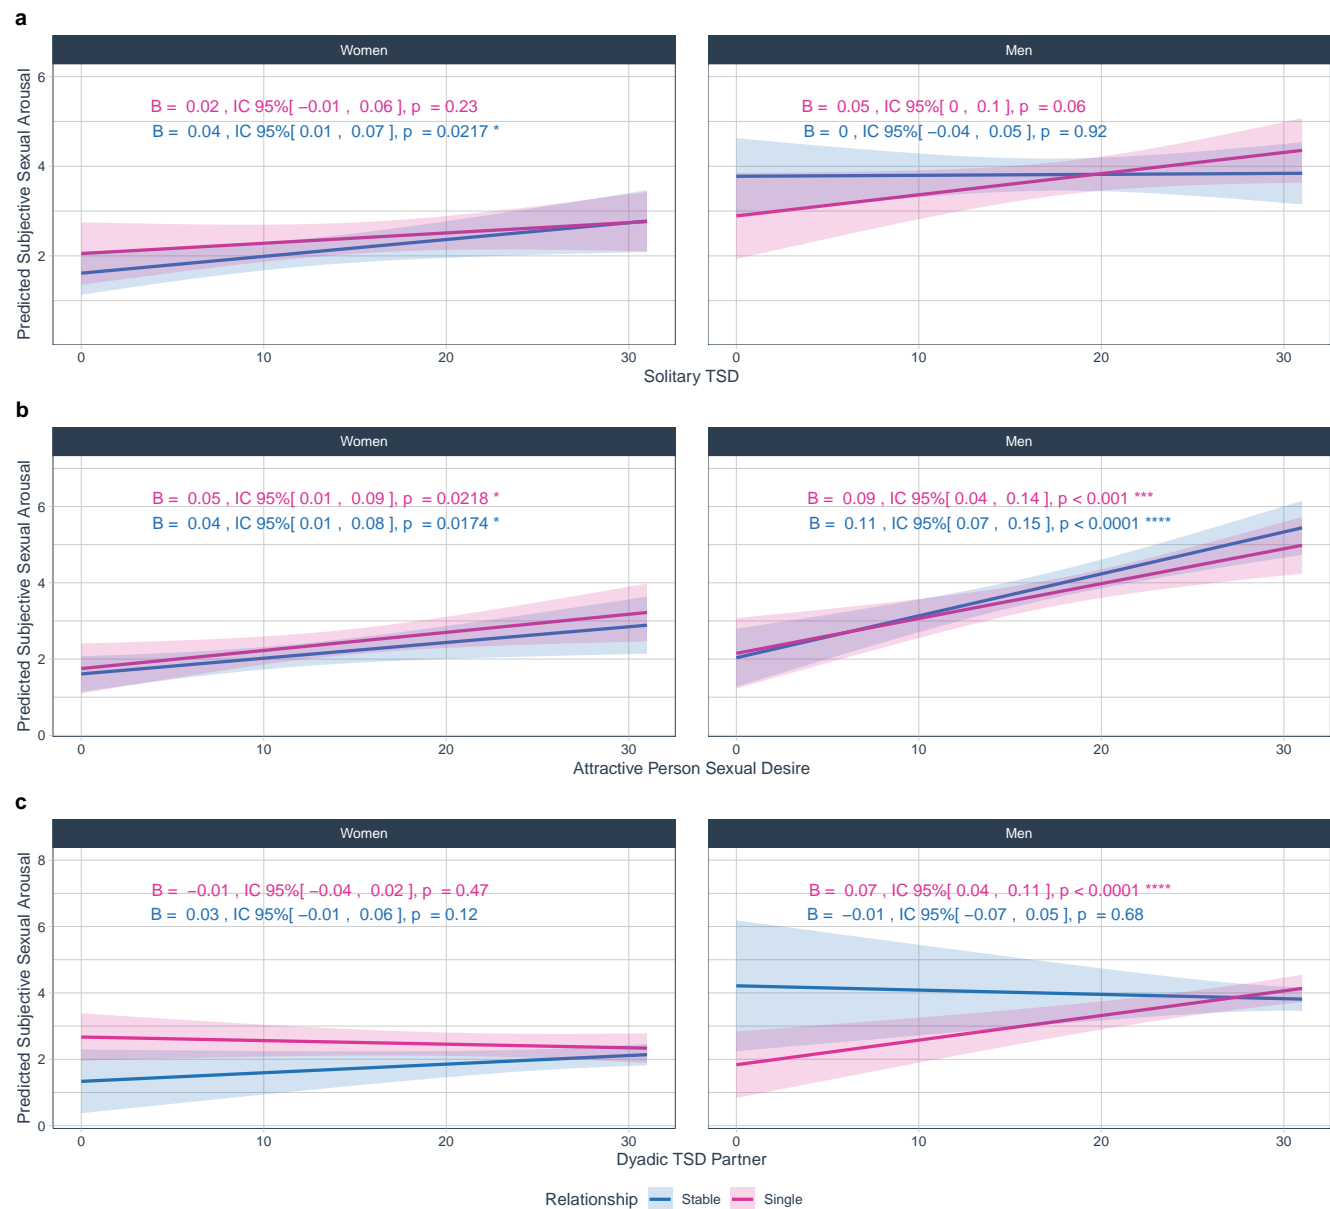 a
Women
Men
Predicted Subjective Sexual Arousal
6
4
2
B = 0.02 , IC 95%[ −0.01 , 0.06 ], p = 0.23
B = 0.04 , IC 95%[ 0.01 , 0.07 ], p = 0.0217 *
B = 0.05 , IC 95%[ 0 , 0.1 ], p = 0.06
B = 0 , IC 95%[ −0.04 , 0.05 ], p = 0.92
0 10 20 30
0 10 20 30
Solitary TSD
b
Women
Men
Predicted Subjective Sexual Arousal
6
4
2
0
B = 0.05 , IC 95%[ 0.01 , 0.09 ], p = 0.0218 *
B = 0.04 , IC 95%[ 0.01 , 0.08 ], p = 0.0174 *
B = 0.09 , IC 95%[ 0.04 , 0.14 ], p < 0.001 ***
B = 0.11 , IC 95%[ 0.07 , 0.15 ], p < 0.0001 ****
0 10 20 30
0 10 20 30
Attractive Person Sexual Desire
c
Women
Men
Predicted Subjective Sexual Arousal
8
6
4
2
0
B = −0.01 , IC 95%[ −0.04 , 0.02 ], p = 0.47
B = 0.03 , IC 95%[ −0.01 , 0.06 ], p = 0.12
B = 0.07 , IC 95%[ 0.04 , 0.11 ], p < 0.0001 ****
B = −0.01 , IC 95%[ −0.07 , 0.05 ], p = 0.68
0 10 20 30
0 10 20 30
Dyadic TSD Partner
Relationship Stable Single